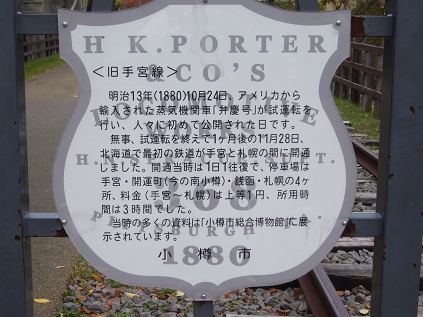 H K.PORTER
& CO'S
<旧手宮線>
明治13年(1880)10月24日、アメリカから
輸入された蒸気機関車「弁慶号」が試運転を
行い、人々に初めて公開された日です。
無事、試運転を終えて1ヶ月後の11月28日、
北海道で最初の鉄道が手宮と札幌の間に開通
しました。開通当時は1日1往復で、停車場は
手宮・開運町(今の南小樽)・銭函・札幌の4ヶ
所、料金(手宮~札幌)は上等1円、所用時
間は3時間でした。
当時の多くの資料は「小樽市総合博物館」に展
示されています。
小樽市
1880